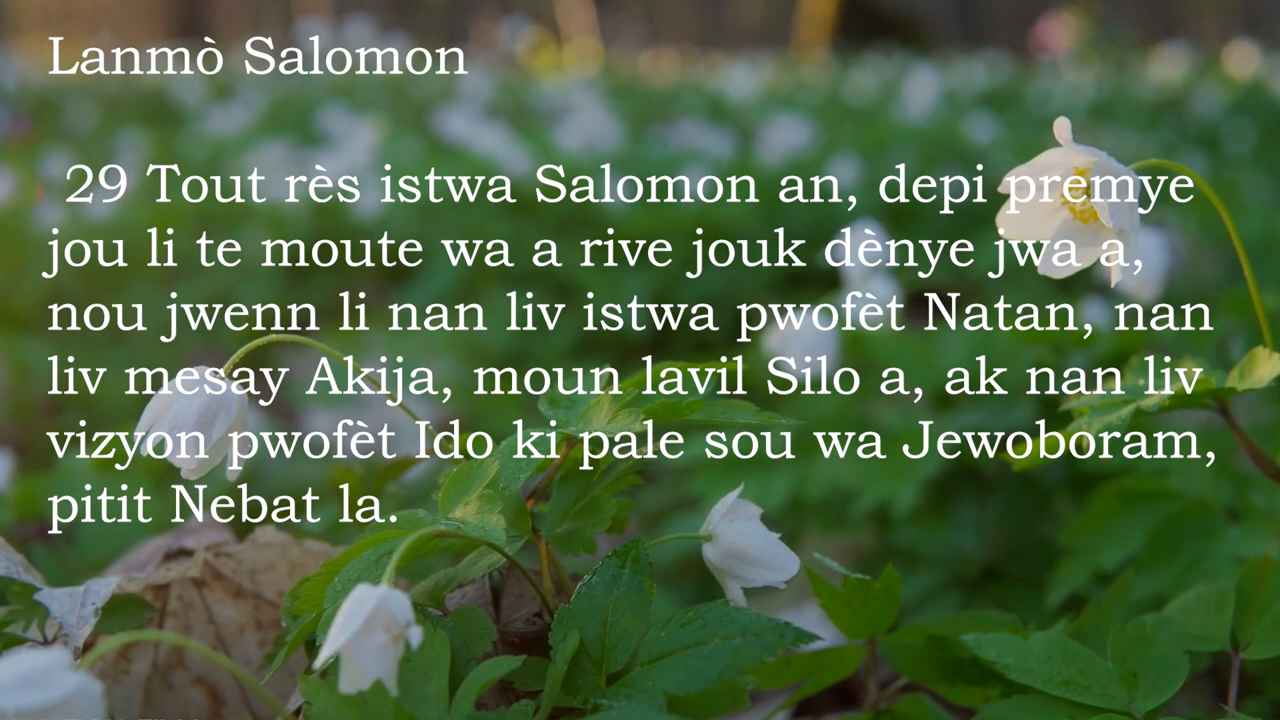 Lanmò Salomon
29 Tout rès istwa Salomon an, depi premye
jou li te moute wa a rive jouk dènye jwa a,
nou jwenn li nan liv istwa pwofèt Natan, nan
liv mesay Akija, moun lavil Silo a, ak nan liv
vizyon pwofèt Ido ki pale sou wa Jewoboram,
pitit Nebat la.